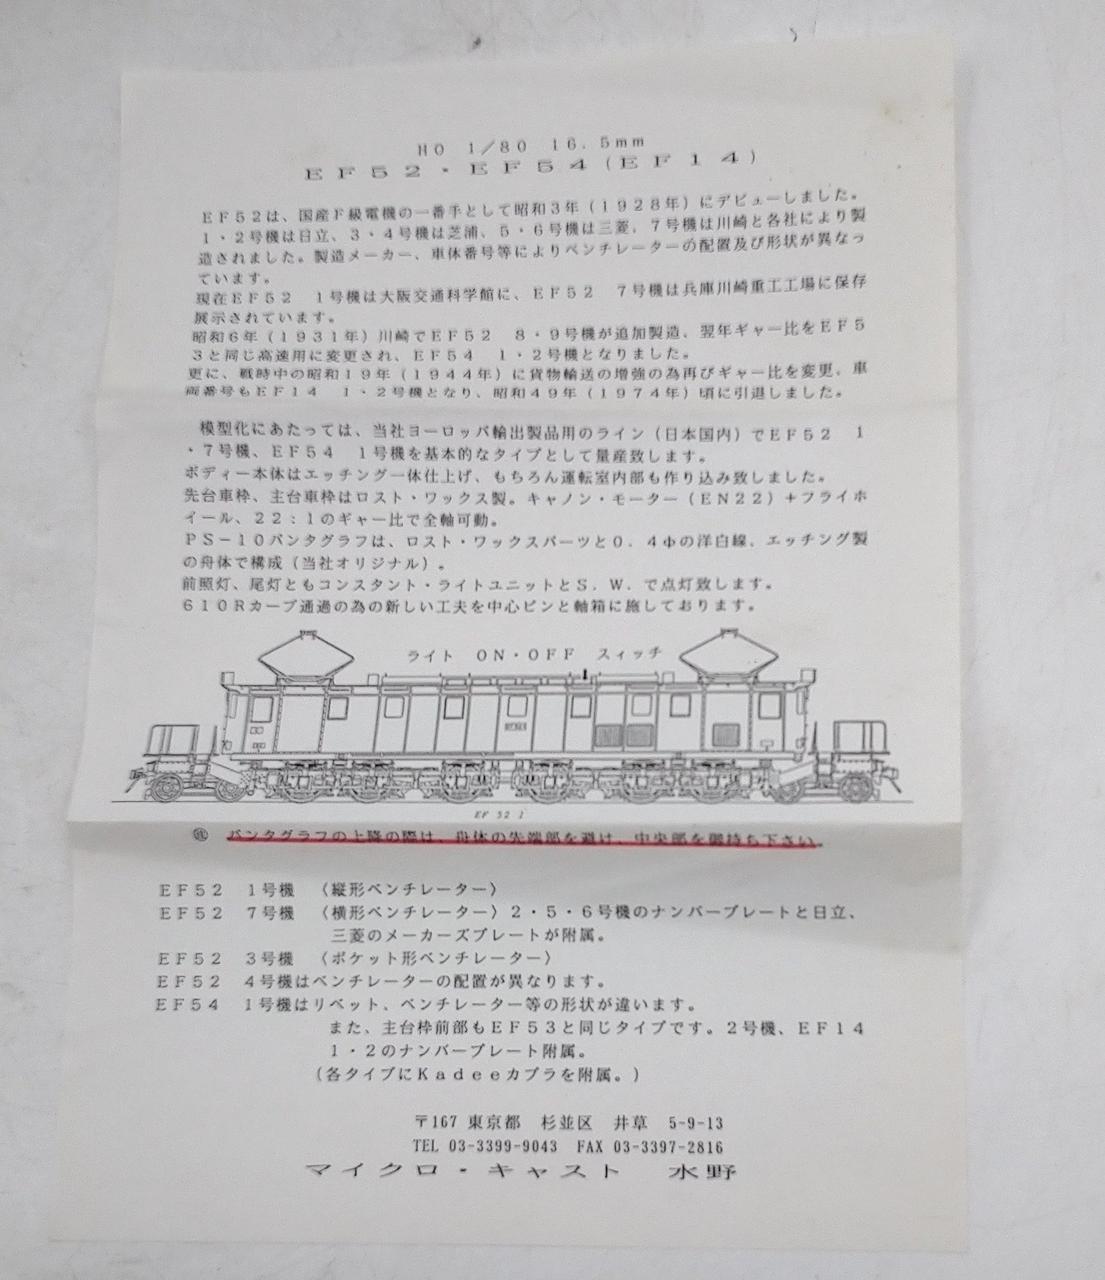 HO 1/80 16.5mm
EF52・EF54(EF14)
EF52は、国産F級電機の一番手として昭和3年(1928年)にデビューしました。
1・2号機は日立、3・4号機は芝浦、5・6号機は三菱、7号機は川崎と各社により製
造されました。製造メーカー、車体番号等によりベンチレーターの配置及び形状が異なっ
ています。
現在EF52 1号機は大阪交通科学館に、EF52 7号機は兵庫川崎重工工場に保存
展示されています。
昭和6年(1931年)川崎でEF52 8・9号機が追加製造、翌年ギャー比をEF5
3と同じ高速用に変更され、EF54 1・2号機となりました。
更に、戦時中の昭和19年(1944年)に貨物輸送の増強の為再びギャー比を変更、車
両番号もEF14 1・2号機となり、昭和49年(1974年)頃に引退しました。
模型化にあたっては、当社ヨーロッパ輸出製品用のライン(日本国内)でEF52 1
・7号機、EF54 1号機を基本的なタイプとして量産致します。
ボディー本体はエッチング一体仕上げ、もちろん運転室内部も作り込み致しました。
先台車枠、主台車枠はロスト・ワックス製。キャノン・モーター(EN22)+フライホ
イール、22:1のギャー比で全軸可動。
PS-10パンタグラフは、ロスト・ワックスパーツと0.4φの洋白線、エッチング製
の舟体で構成(当社オリジナル)。
前照灯、尾灯ともコンスタント・ライトユニットとS.W.で点灯致します。
610Rカーブ通過の為の新しい工夫を中心ピンと軸箱に施しております。
ライト ON・OFF スィッチ
EF 52 1
パンタグラフの上降の際は、舟体の先端部を避け、中央部を御持ち下さい。
EF52 1号機 〈縦形ベンチレーター〉
EF52 7号機 〈横形ベンチレーター〉2・5・6号機のナンバープレートと日立、
三菱のメーカーズプレートが附属。
EF52 3号機 〈ポケット形ベンチレーター〉
EF52 4号機はベンチレーターの配置が異なります。
EF54 1号機はリベット、ベンチレーター等の形状が違います。
また、主台枠前部もEF53と同じタイプです。2号機、EF14
1・2のナンバープレート附属。
(各タイプにKadeeカプラを附属。)
〒167 東京都 杉並区 井草 5-9-13
TEL 03-3399-9043 FAX 03-3397-2816
マイクロ・キャスト 水野